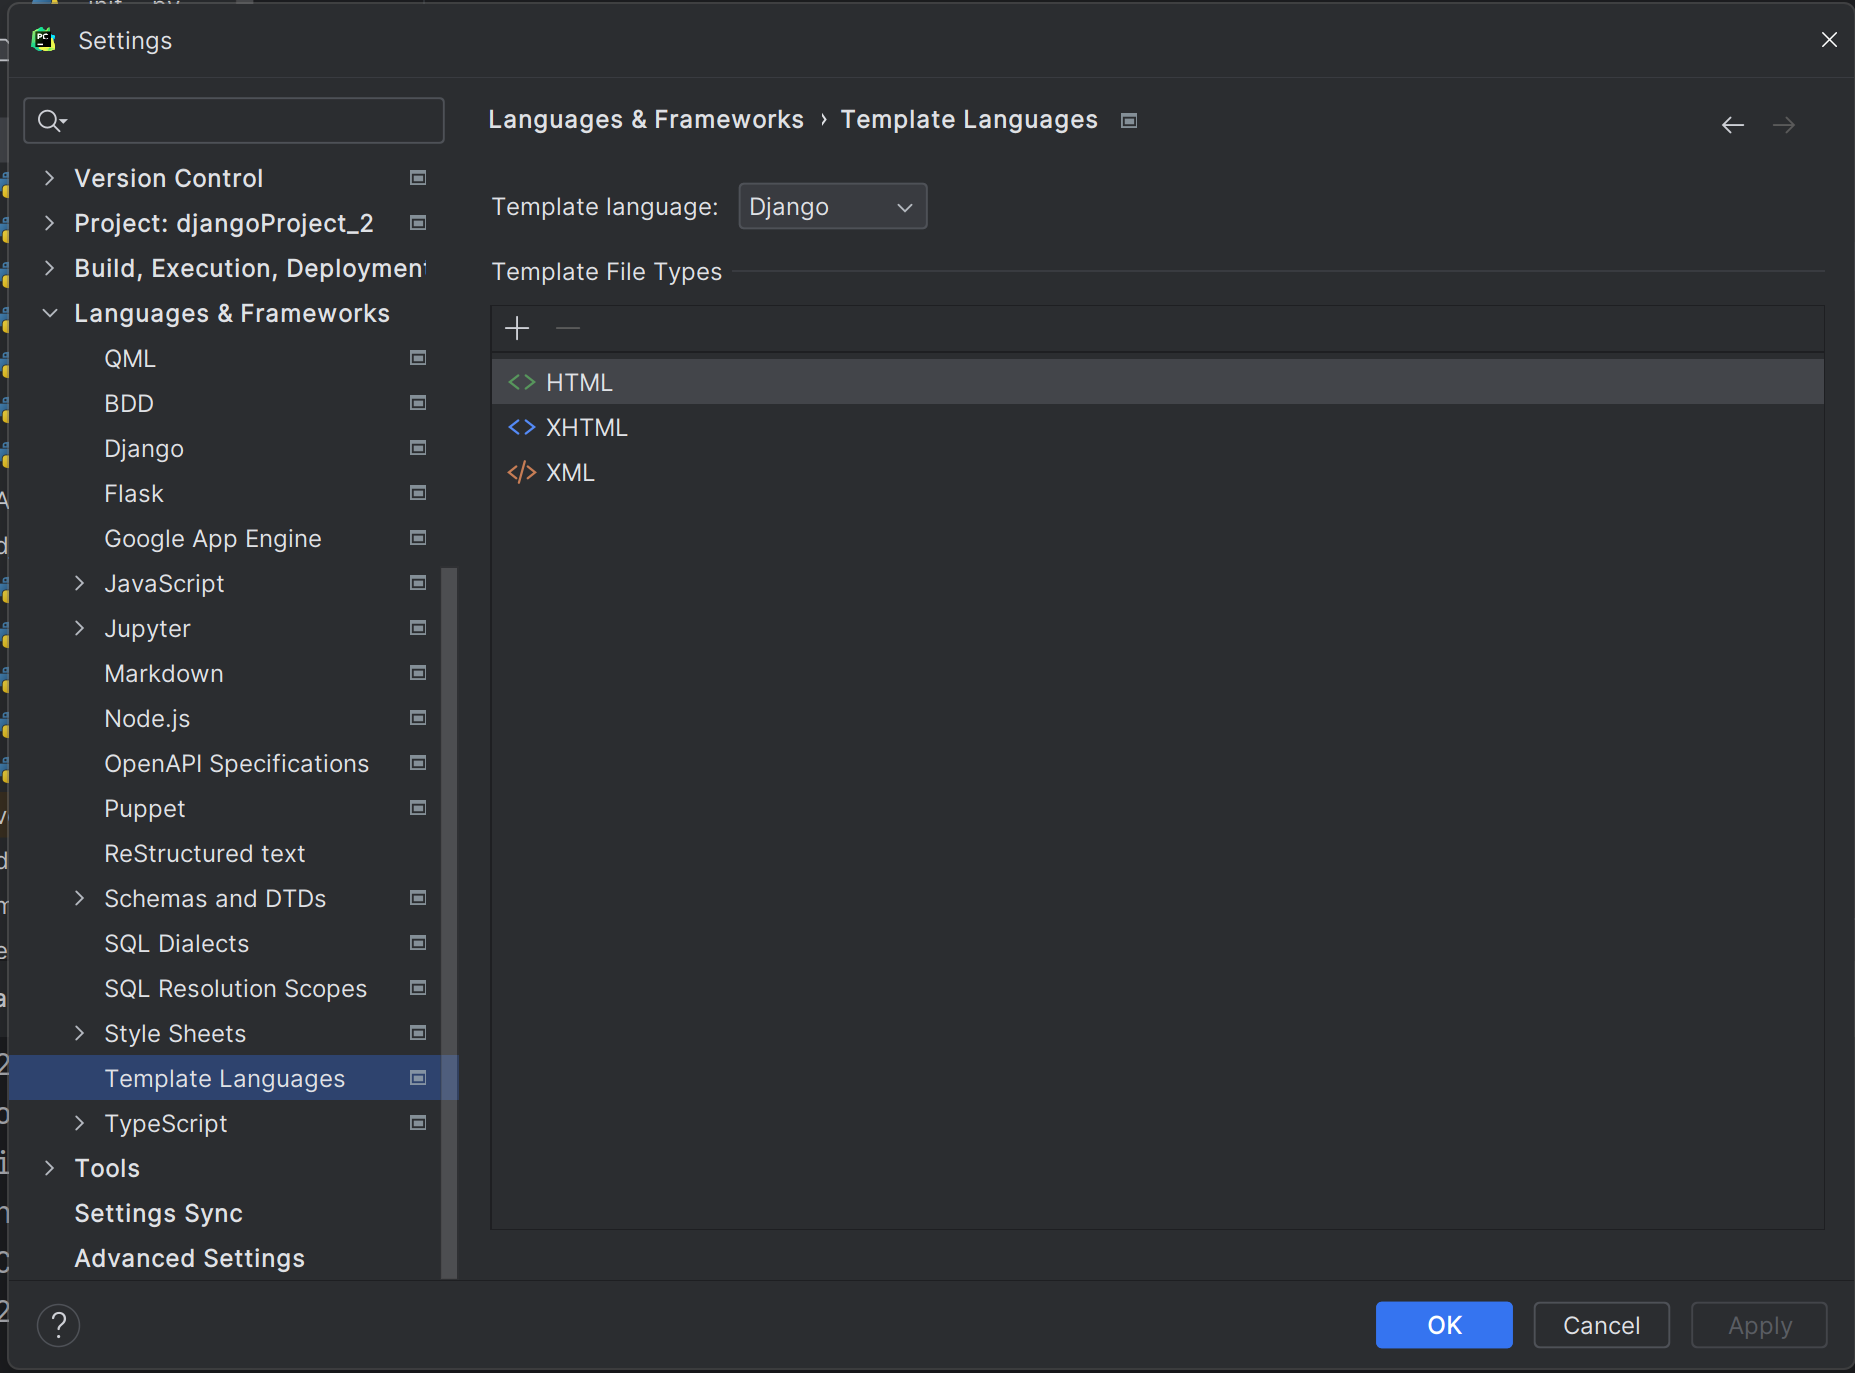 Settings
Languages & Frameworks › Template Languages
Version Control
Project: djangoProject_2
Build, Execution, Deployment
Languages & Frameworks
QML
BDD
Django
Flask
Google App Engine
JavaScript
Jupyter
Markdown
Node.js
OpenAPI Specifications
Puppet
ReStructured text
Schemas and DTDs
SQL Dialects
SQL Resolution Scopes
Style Sheets
Template Languages
TypeScript
Tools
Settings Sync
Advanced Settings
Template language: Django
Template File Types
HTML
XHTML
XML
?
OK Cancel Apply